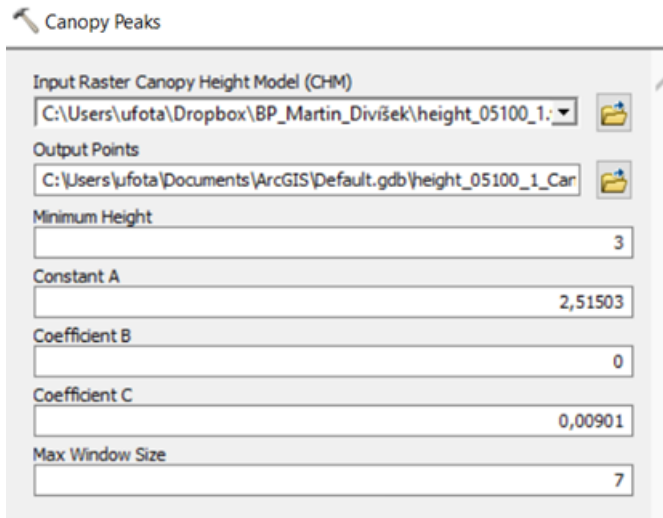 Canopy Peaks
Input Raster Canopy Height Model (CHM)
C:\Users\ufota\Dropbox\BP_Martin_Divíšek\height_05100_1.
Output Points
C:\Users\ufota\Documents\ArcGIS\Default.gdb\height_05100_1_Can
Minimum Height
3
Constant A
2,51503
Coefficient B
0
Coefficient C
0,00901
Max Window Size
7